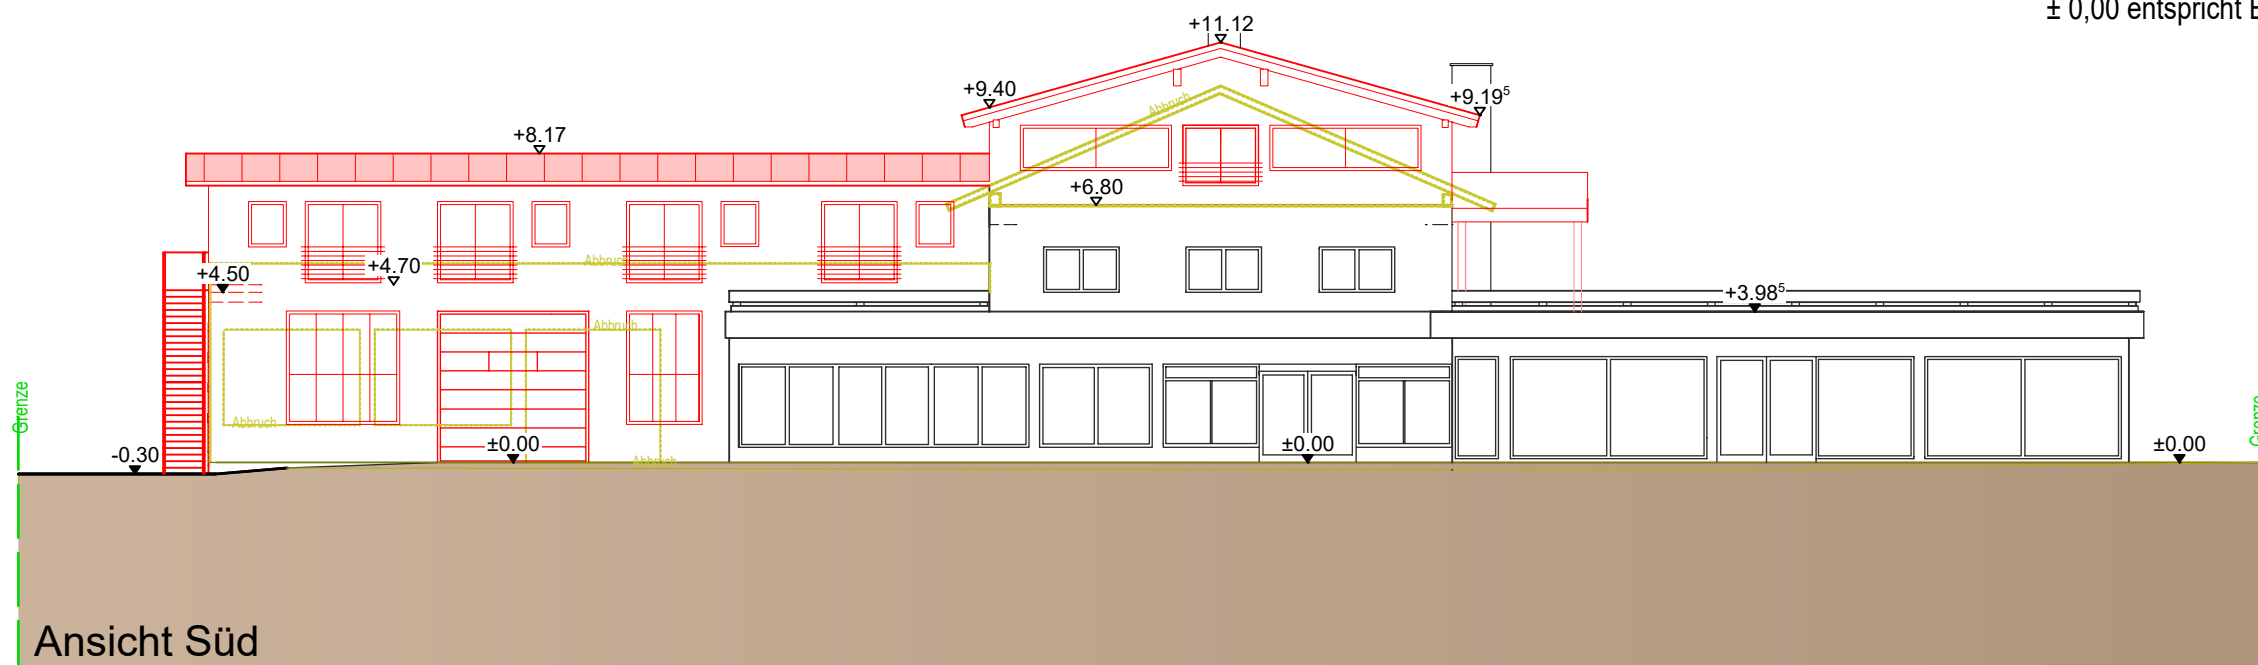 ± 0,00 entspricht
+11.12
+9.40
+9.19⁵
Abbruch
+8.17
+6.80
Abbruch
+4.70
+4.50
+3.98⁵
Abbruch
Abbruch
Grenze
Grenze
±0.00
±0.00
±0.00
-0.30
Abbruch
Ansicht Süd